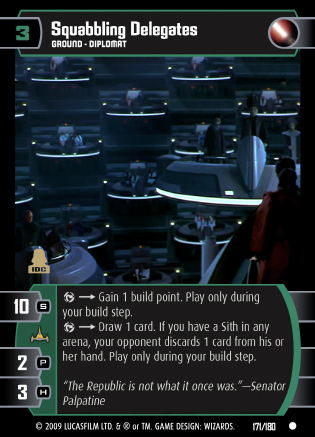 3
Squabbling Delegates
GROUND - DIPLOMAT
IDC
10 S
2 P
3 H
→ Gain 1 build point. Play only during
your build step.
→ Draw 1 card. If you have a Sith in any
arena, your opponent discards 1 card from his or
her hand. Play only during your build step.
“The Republic is not what it once was.”—Senator
Palpatine
© 2009 LUCASFILM LTD. & ® or TM. GAME DESIGN: WIZARDS. 171/180